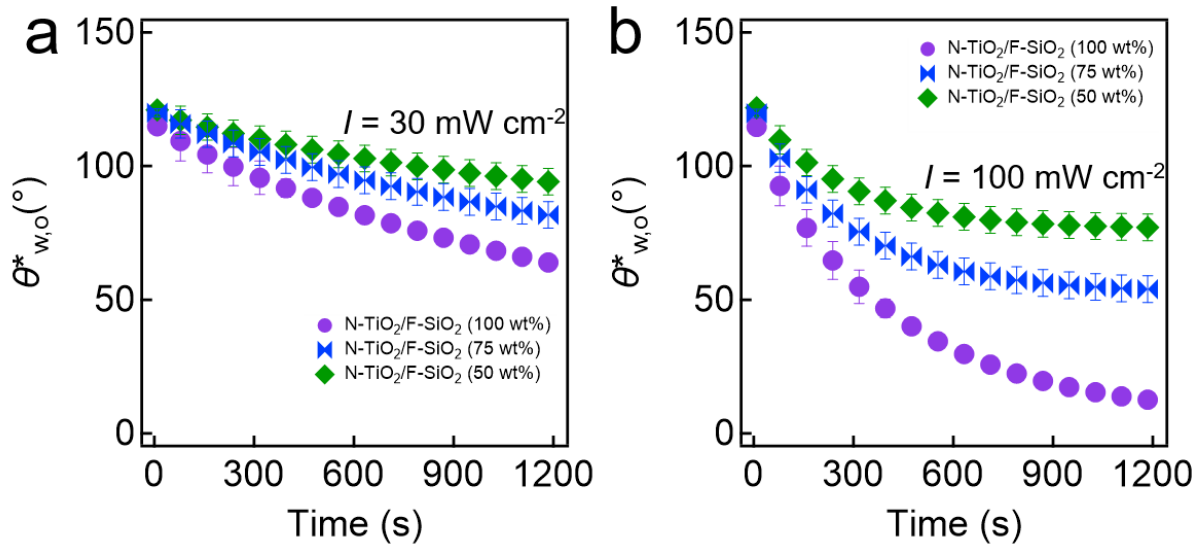 a
150
100
50
0
θ*w,o(°)
I = 30 mW cm-2
N-TiO2/F-SiO2 (100 wt%)
N-TiO2/F-SiO2 (75 wt%)
N-TiO2/F-SiO2 (50 wt%)
0 300 600 900 1200
Time (s)
b
150
100
50
0
θ*w,o(°)
N-TiO2/F-SiO2 (100 wt%)
N-TiO2/F-SiO2 (75 wt%)
N-TiO2/F-SiO2 (50 wt%)
I = 100 mW cm-2
0 300 600 900 1200
Time (s)